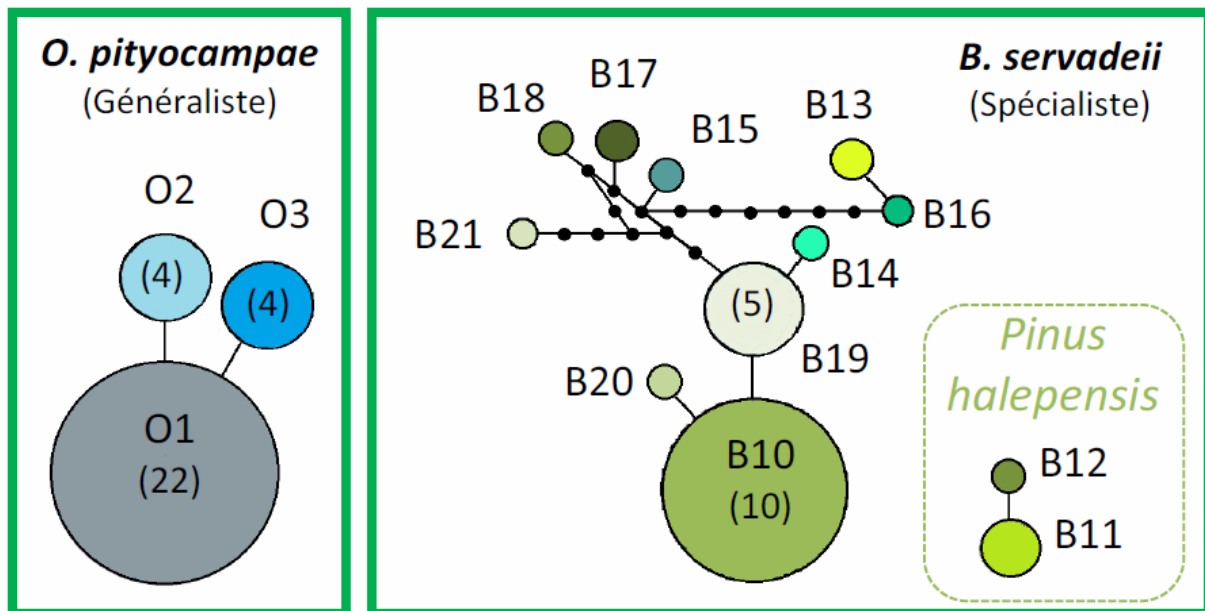 O. pityocampae
(Généraliste)
O2
O3
(4)
(4)
O1
(22)
B. servadeii
(Spécialiste)
B17
B18
B15
B13
B21
B16
B14
(5)
B19
B20
B10
(10)
Pinus
halepensis
B12
B11